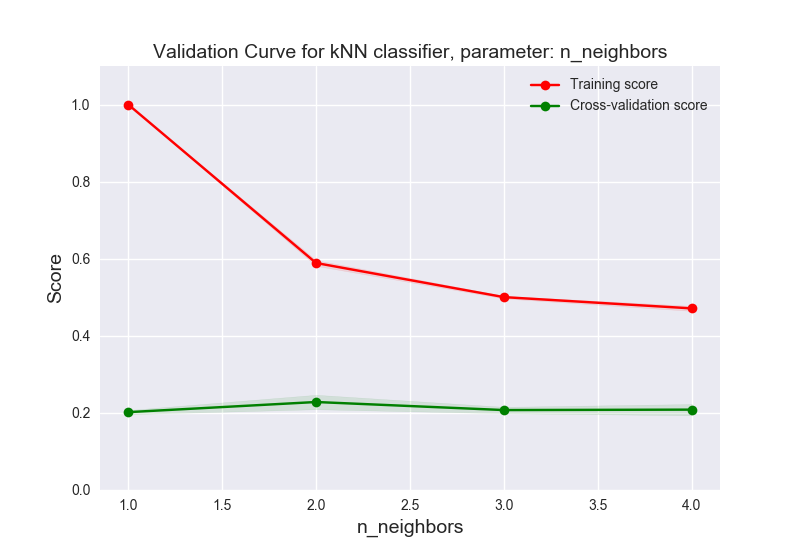 Validation Curve for kNN classifier, parameter: n_neighbors
Training score
Cross-validation score
1.0
0.8
0.6
0.4
0.2
0.0
Score
1.0 1.5 2.0 2.5 3.0 3.5 4.0
n_neighbors